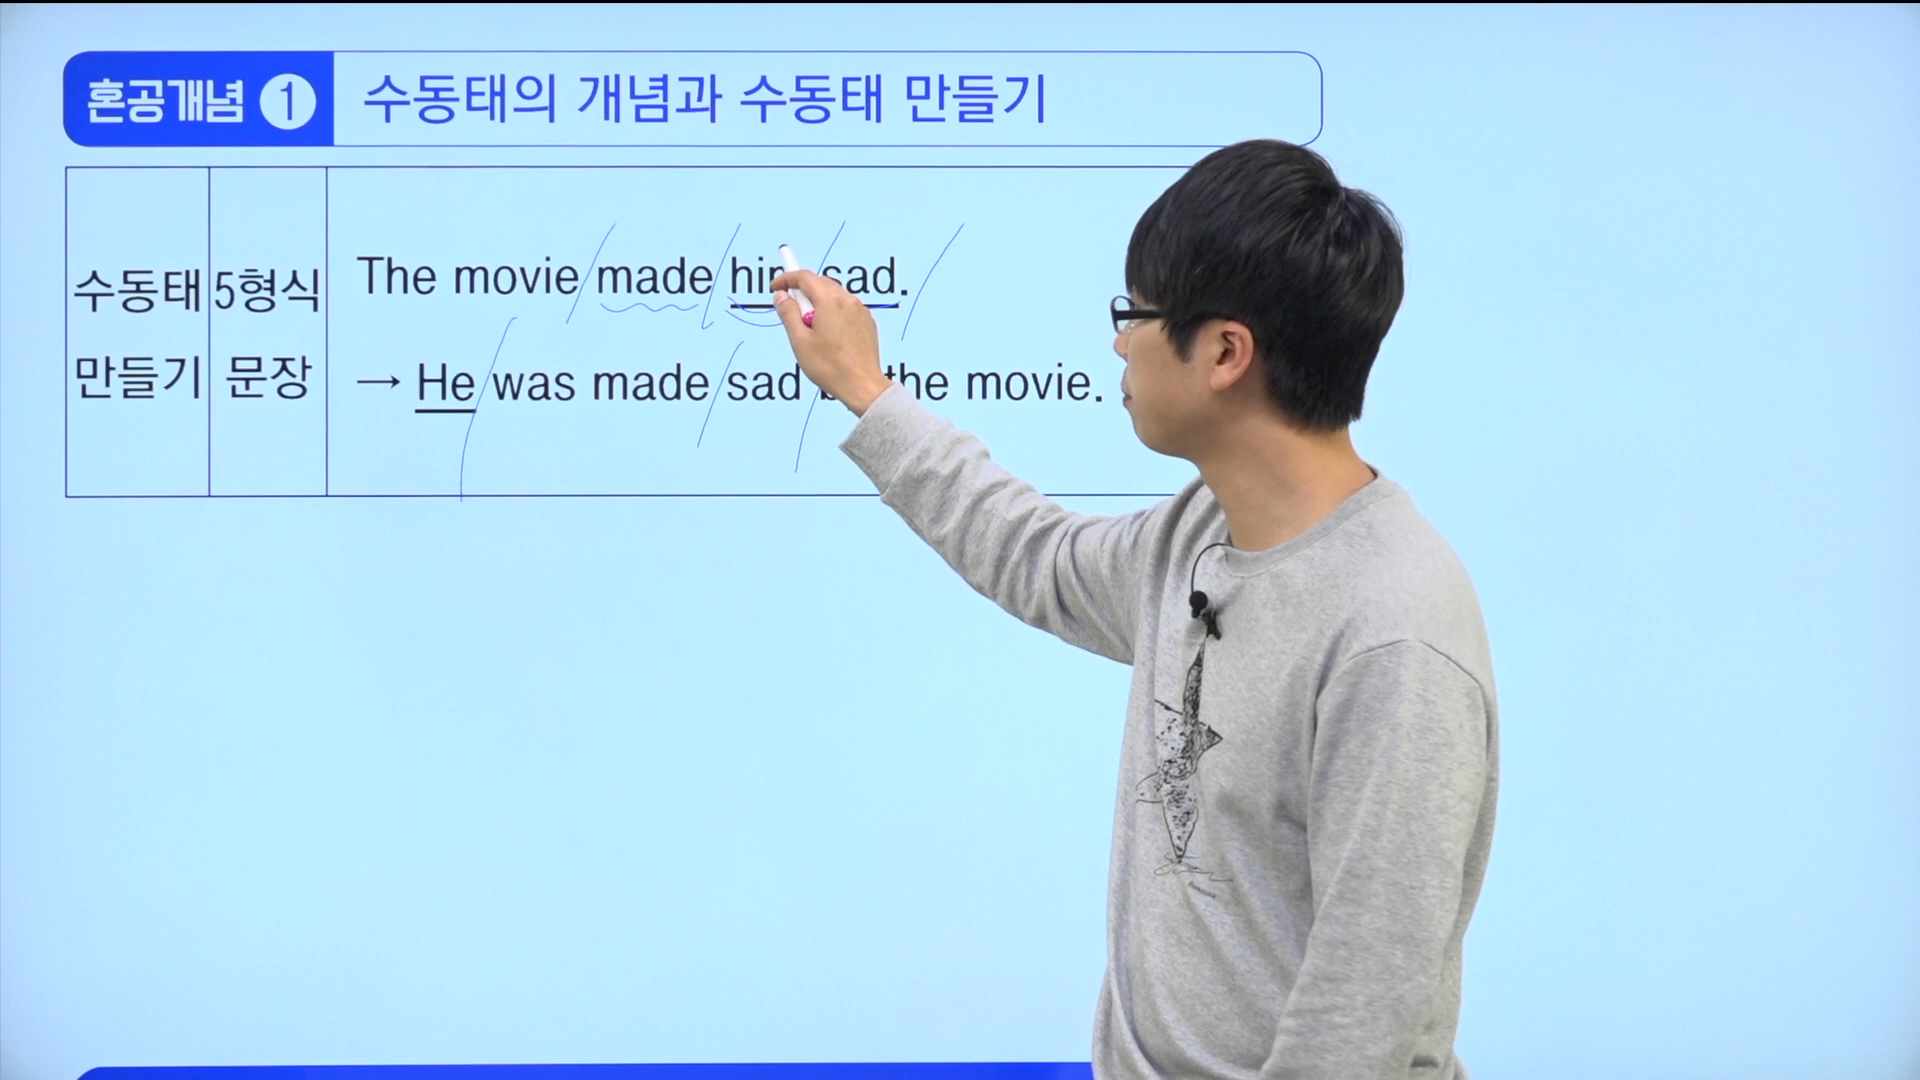 혼공개념 1 수동태의 개념과 수동태 만들기
수동태 만들기
5형식 문장
The movie made sad.
→ He was made sad the movie.